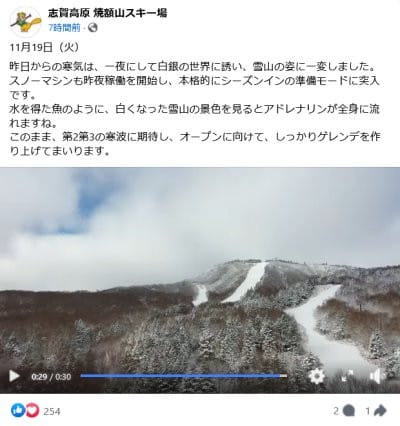 志賀高原 焼額山スキー場
7時間前
11月19日（火）
昨日からの寒気は、一夜にして白銀の世界に誘い、雪山の姿に一変しました。
スノーマシンも昨夜稼働を開始し、本格的にシーズンインの準備モードに突入
です。
水を得た魚のように、白くなった雪山の景色を見るとアドレナリンが全身に流
れますね。
このまま、第2第3の寒波に期待し、オープンに向けて、しっかりゲレンデを作
り上げてまいります。
0:29 / 0:30
254
2
1